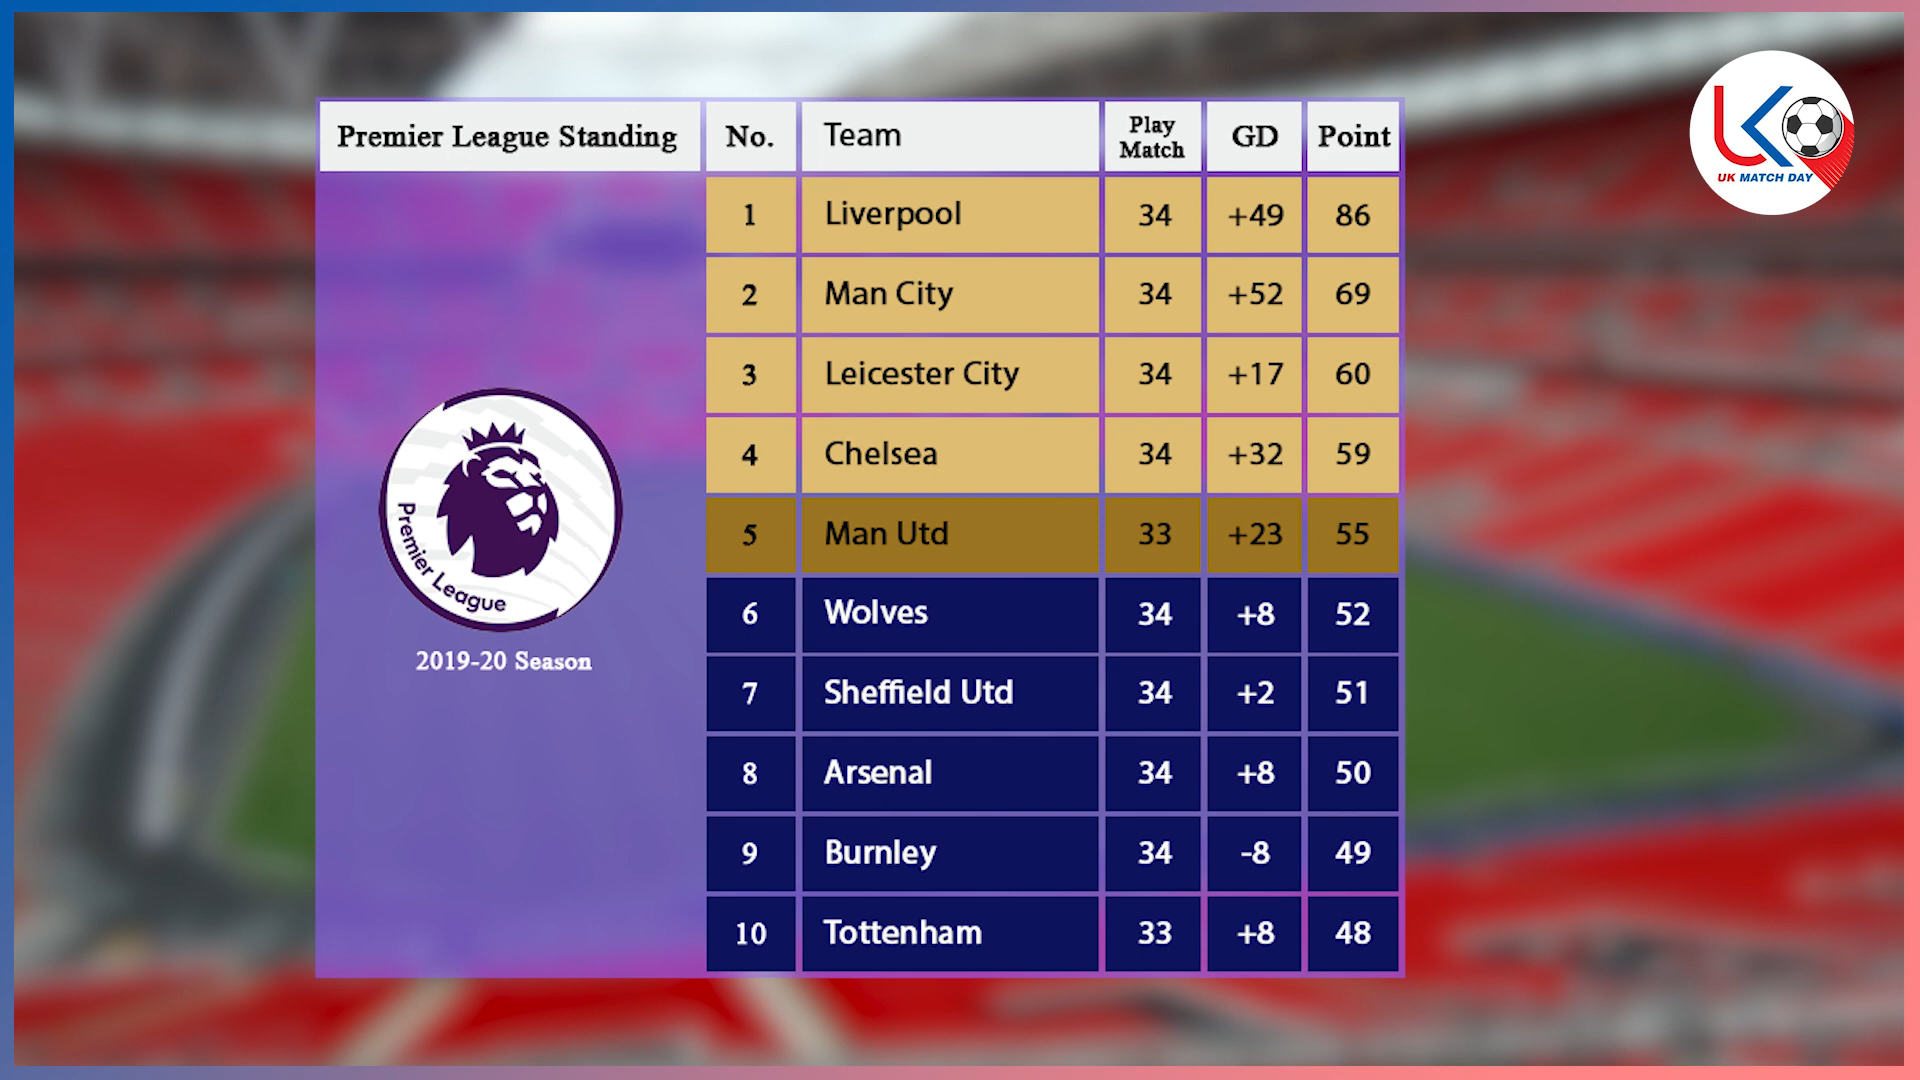 Premier League Standing No. Team Play Match GD Point
1 Liverpool 34 +49 86
2 Man City 34 +52 69
3 Leicester City 34 +17 60
4 Chelsea 34 +32 59
5 Man Utd 33 +23 55
6 Wolves 34 +8 52
7 Sheffield Utd 34 +2 51
8 Arsenal 34 +8 50
9 Burnley 34 -8 49
10 Tottenham 33 +8 48
Premier League
2019-20 Season
UK
UK MATCH DAY